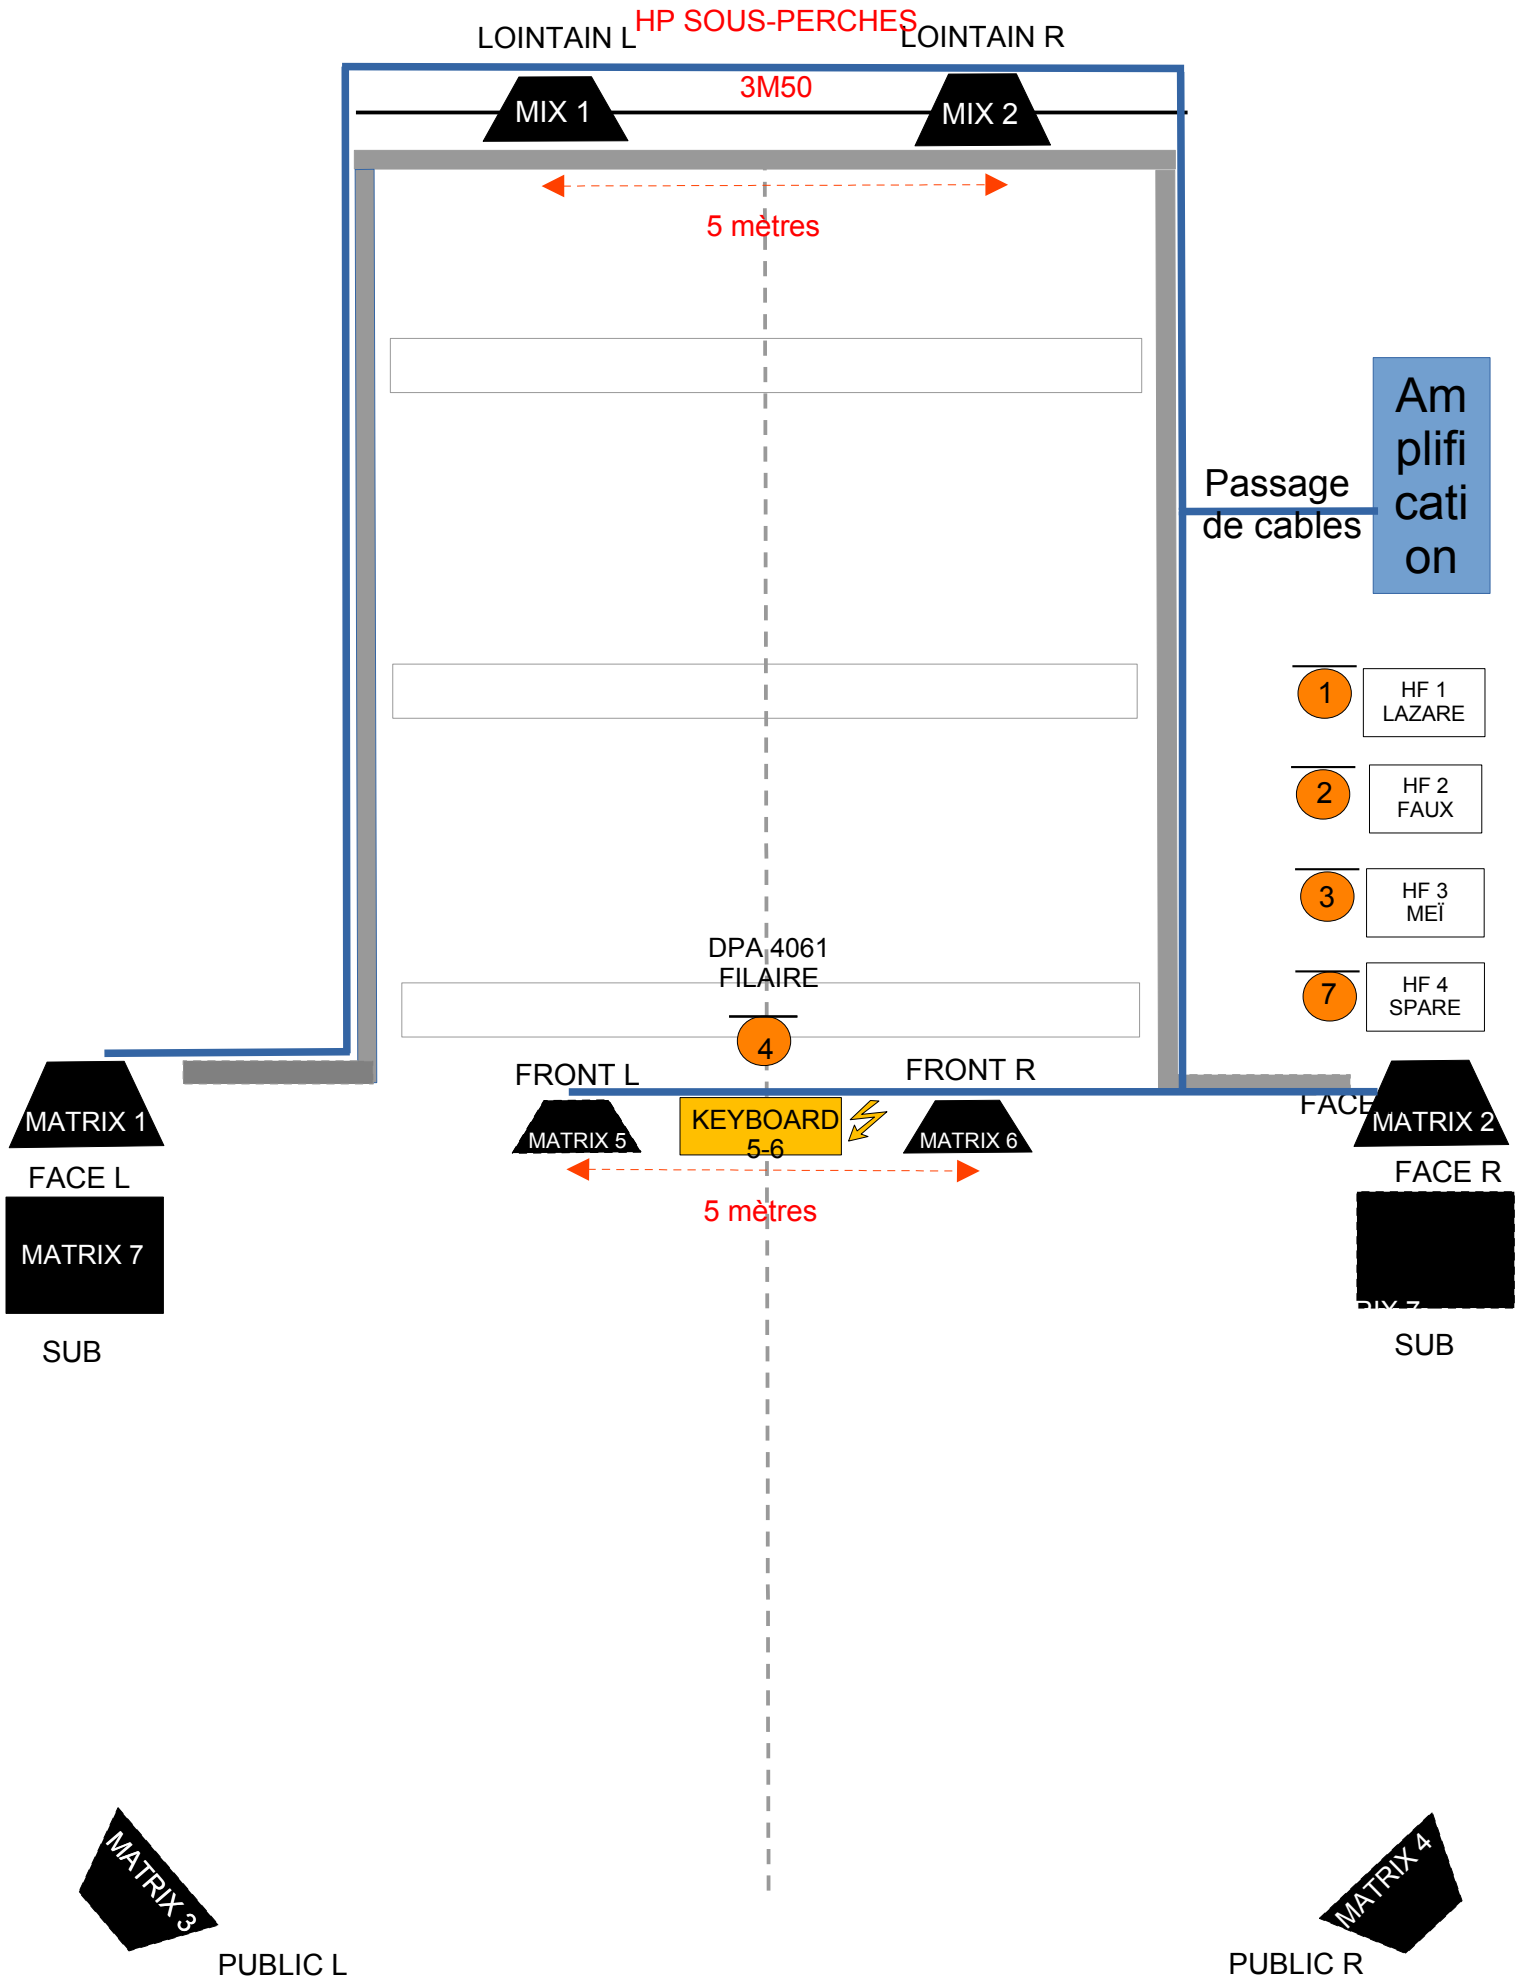 HP SOUS-PERCHES
LOINTAIN L
LOINTAIN R
3M50
MIX 1
MIX 2
5 mètres
Am
plifi
cati
on
Passage
de cables
1
HF 1
LAZARE
2
HF 2
FAUX
3
HF 3
MEÏ
7
HF 4
SPARE
DPA 4061
FILAIRE
4
FRONT L
FRONT R
MATRIX 1
MATRIX 5
KEYBOARD
5-6
MATRIX 6
FACE
MATRIX 2
FACE L
FACE R
5 mètres
MATRIX 7
RIX 7
SUB
SUB
MATRIX 3
MATRIX 4
PUBLIC L
PUBLIC R